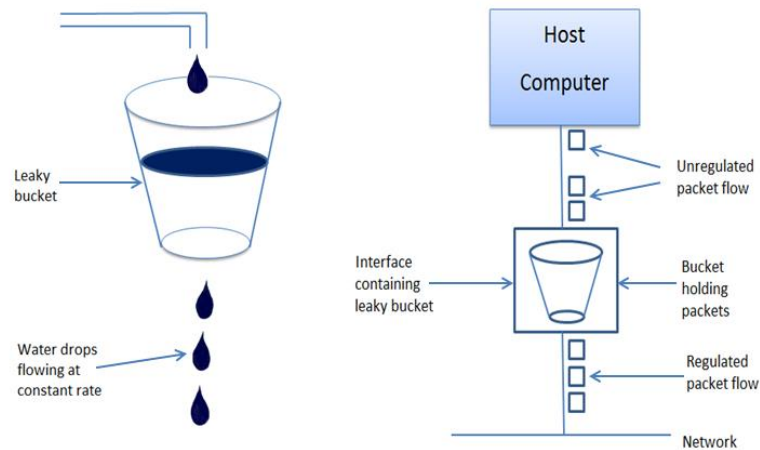 Leaky
bucket
Water drops
flowing at
constant rate
Host
Computer
Unregulated
packet flow
Interface
containing
leaky bucket
Bucket
holding
packets
Regulated
packet flow
Network